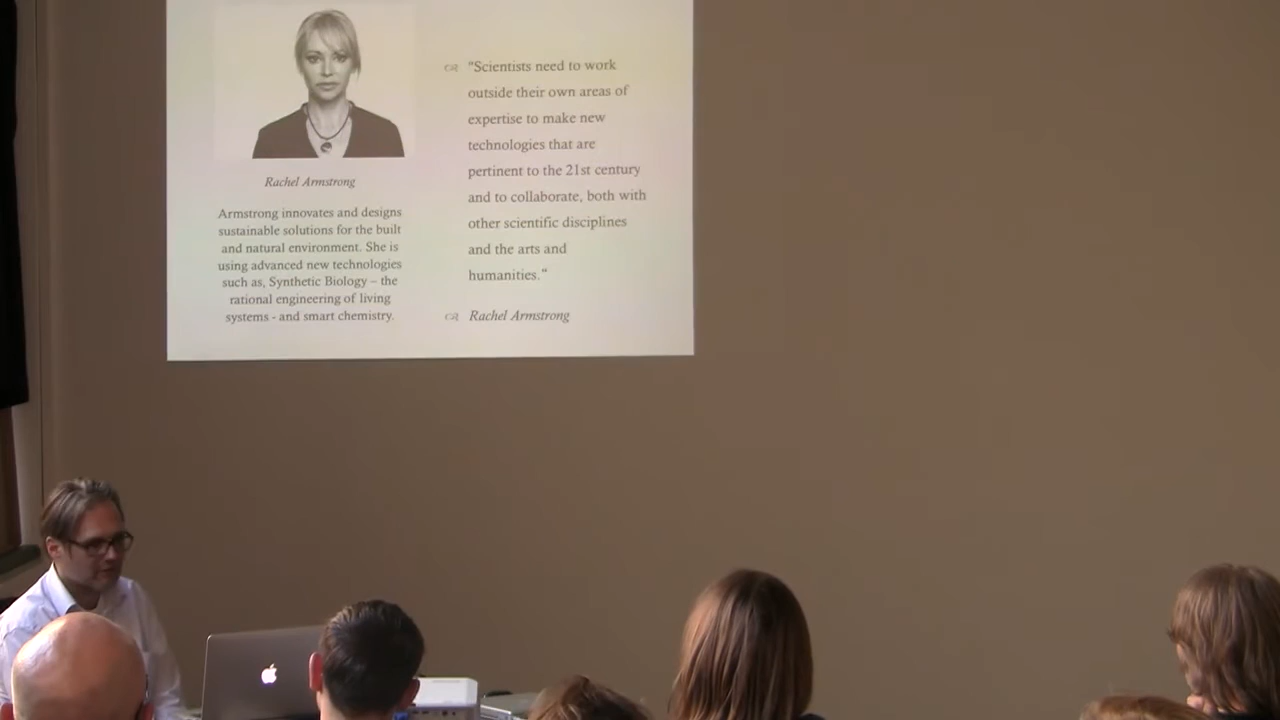 Rachel Armstrong
Armstrong innovates and designs
sustainable solutions for the built
and natural environment. She is
using advanced new technologies
such as, Synthetic Biology – the
rational engineering of living
systems - and smart chemistry.
"Scientists need to work
outside their own areas of
expertise to make new
technologies that are
pertinent to the 21st century
and to collaborate, both with
other scientific disciplines
and the arts and
humanities."
Rachel Armstrong